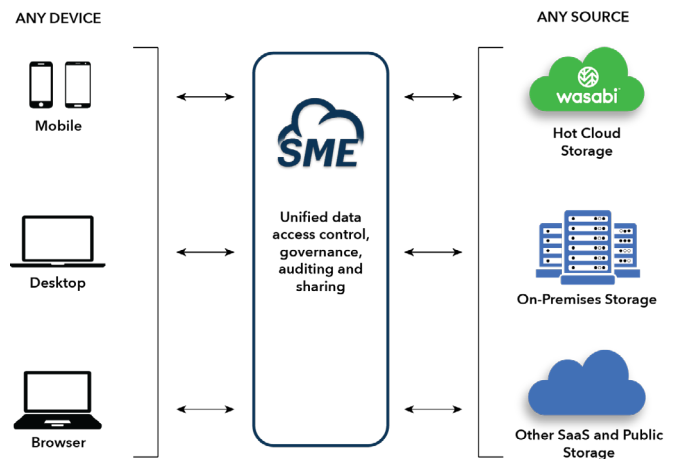 ANY DEVICE
Mobile
Desktop
Browser
SME
Unified data
access control,
governance,
auditing and
sharing
ANY SOURCE
wasabi
Hot Cloud
Storage
On-Premises Storage
Other SaaS and Public
Storage